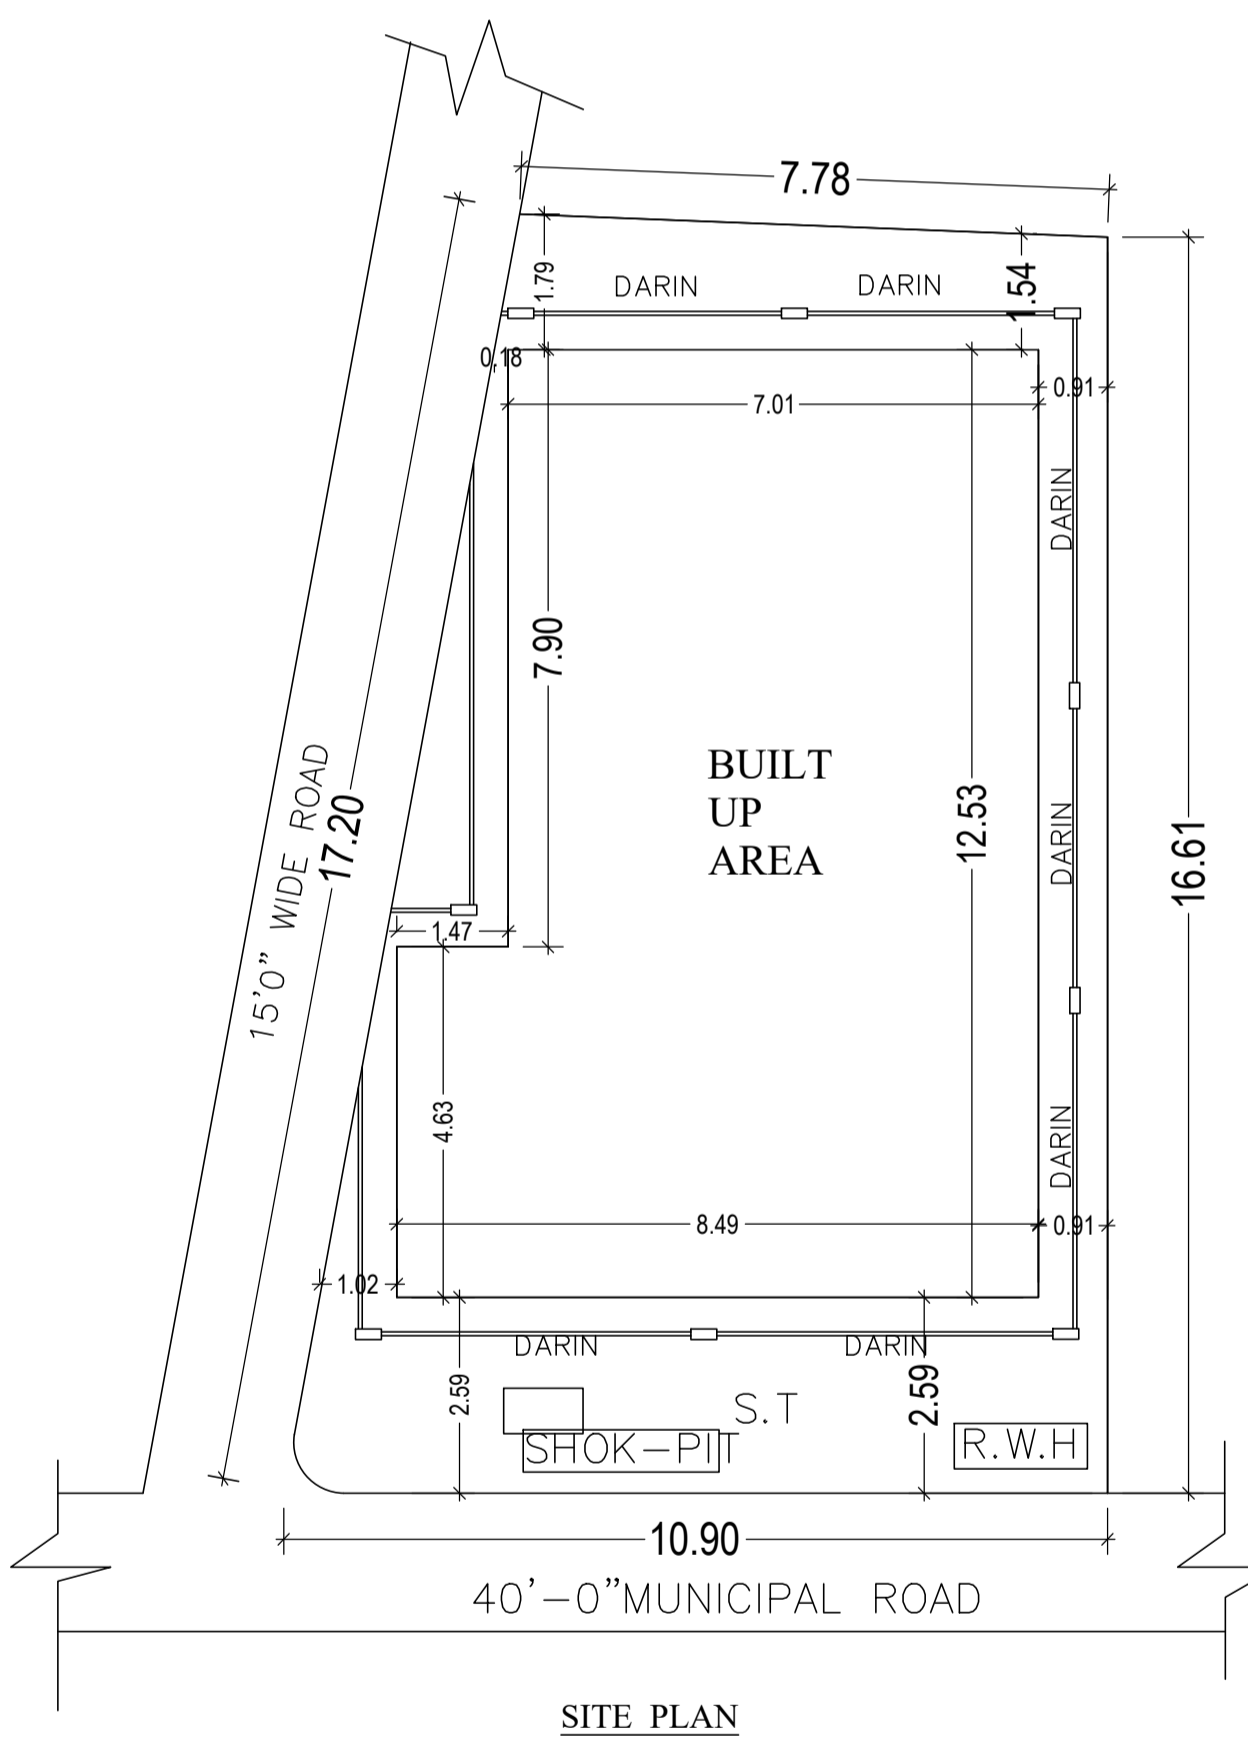 7.78
1.79
DARIN
DARIN
1.54
0.18
0.91
7.01
DARIN
7.90
BUILT
UP
AREA
12.53
DARIN
16.61
15'0" WIDE ROAD
17.20
1.47
4.63
DARIN
8.49
0.91
1.02
DARIN
DARIN
2.59
2.59
S.T
SHOK-PIT
R.W.H
10.90
40'-0"MUNICIPAL ROAD
SITE PLAN